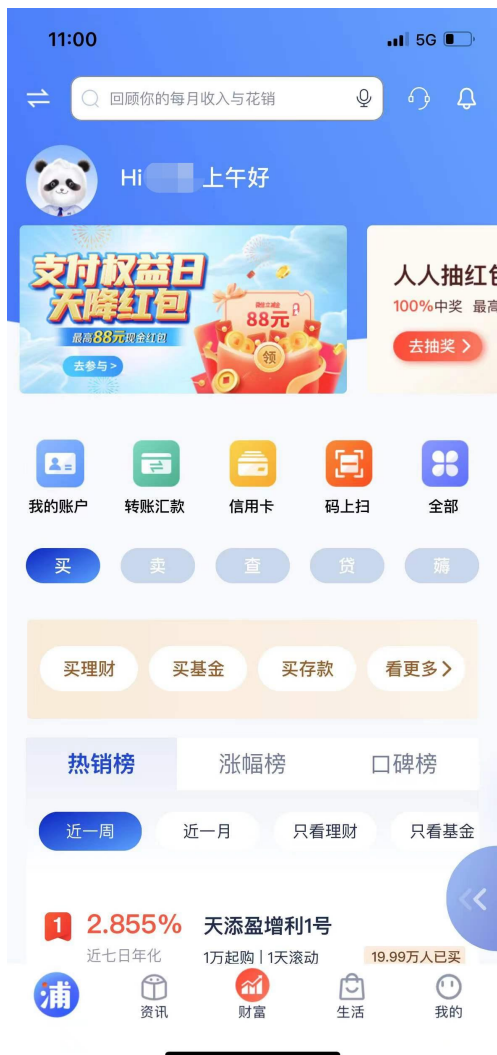 11:00
5G
回顾你的每月收入与花销
Hi 上午好
支付权益日
天降红包
最高88元现金红包
去参与>
88元
领
人人抽红包
100%中奖 最高
去抽奖
我的账户 转账汇款 信用卡 码上扫 全部
买 卖 查 贷 薅
买理财 买基金 买存款 看更多
热销榜 涨幅榜 口碑榜
近一周 近一月 只看理财 只看基金
1 2.855% 天添盈增利1号
近七日年化 1万起购 | 1天滚动 19.99万人已买
浦 资讯 财富 生活 我的